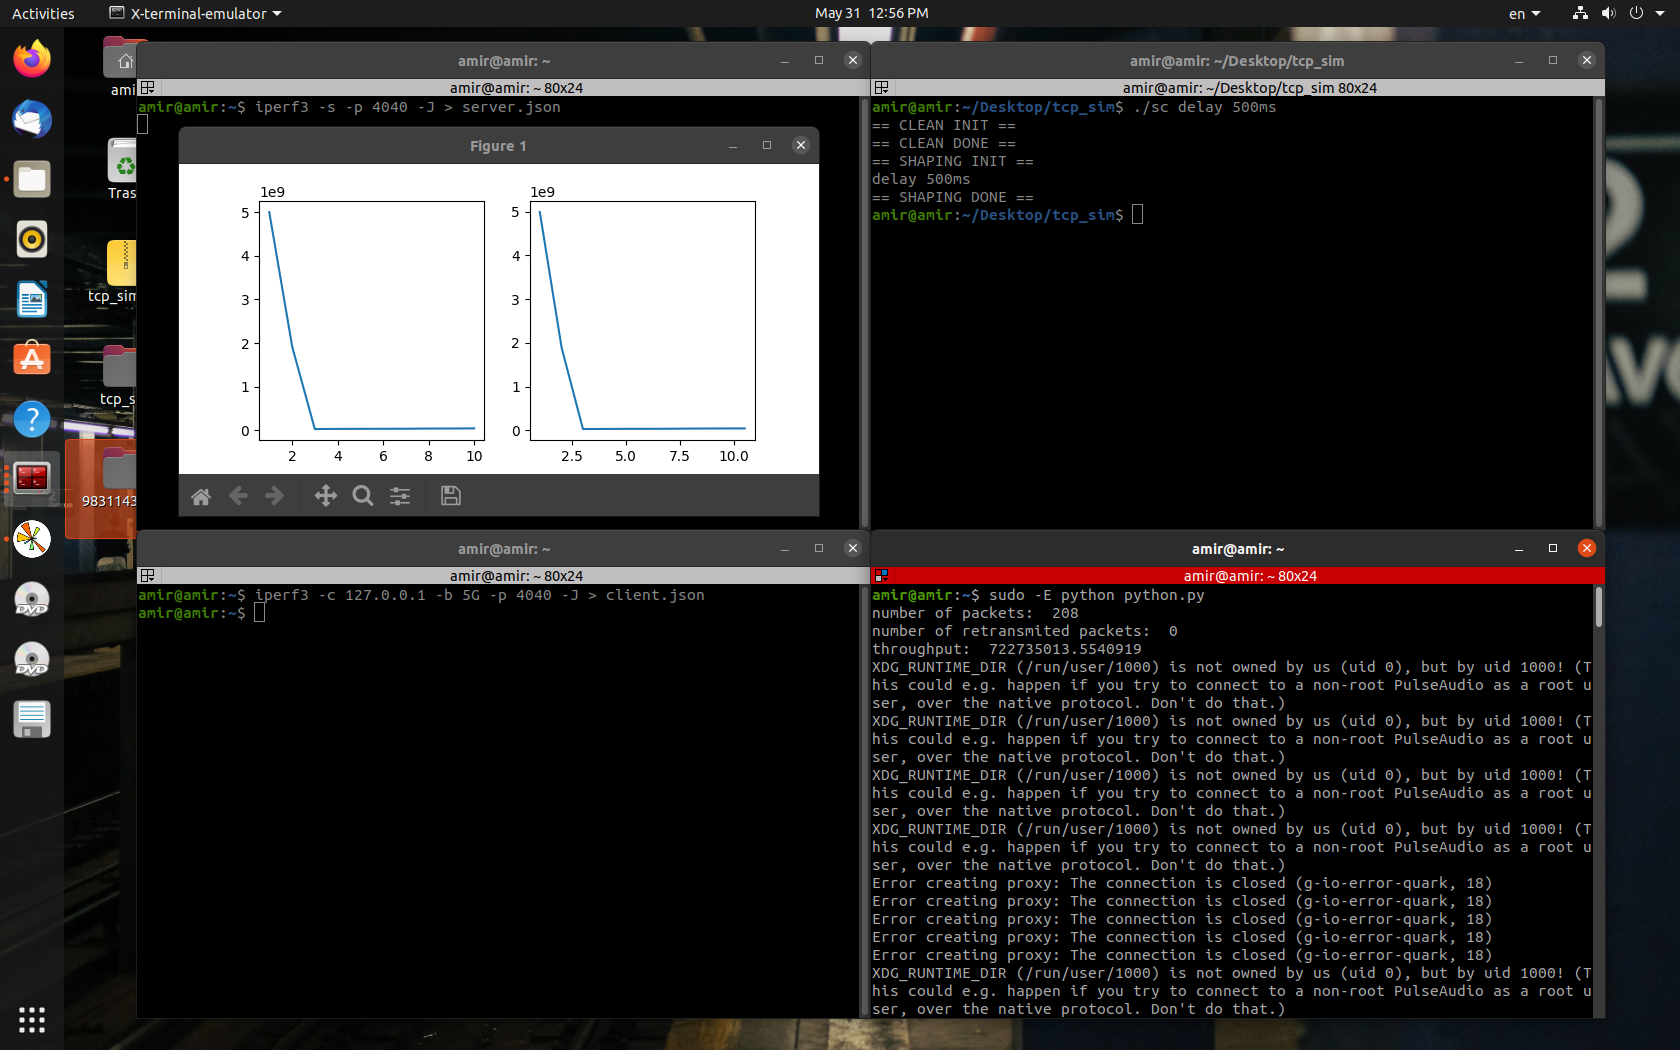 Activities
X-terminal-emulator
May 31 12:56 PM
en
amir@amir: ~
amir@amir: ~ 80x24
amir@amir:~$ iperf3 -s -p 4040 -J > server.json
Figure 1
1e9
5
4
3
2
1
0
2 4 6 8 10
1e9
5
4
3
2
1
0
2.5 5.0 7.5 10.0
amir@amir: ~/Desktop/tcp_sim
amir@amir: ~/Desktop/tcp_sim 80x24
amir@amir:~/Desktop/tcp_sim$ ./sc delay 500ms
== CLEAN INIT ==
== CLEAN DONE ==
== SHAPING INIT ==
delay 500ms
== SHAPING DONE ==
amir@amir:~/Desktop/tcp_sim$
ami
Tras
tcp_sim
tcp_s
9831143
DVD
DVD
amir@amir: ~
amir@amir: ~ 80x24
amir@amir:~$ iperf3 -c 127.0.0.1 -b 5G -p 4040 -J > client.json
amir@amir:~$
amir@amir: ~
amir@amir: ~ 80x24
amir@amir:~$ sudo -E python python.py
number of packets:  208
number of retransmited packets:  0
throughput:  722735013.5540919
XDG_RUNTIME_DIR (/run/user/1000) is not owned by us (uid 0), but by uid 1000! (T
his could e.g. happen if you try to connect to a non-root PulseAudio as a root u
ser, over the native protocol. Don't do that.)
XDG_RUNTIME_DIR (/run/user/1000) is not owned by us (uid 0), but by uid 1000! (T
his could e.g. happen if you try to connect to a non-root PulseAudio as a root u
ser, over the native protocol. Don't do that.)
XDG_RUNTIME_DIR (/run/user/1000) is not owned by us (uid 0), but by uid 1000! (T
his could e.g. happen if you try to connect to a non-root PulseAudio as a root u
ser, over the native protocol. Don't do that.)
XDG_RUNTIME_DIR (/run/user/1000) is not owned by us (uid 0), but by uid 1000! (T
his could e.g. happen if you try to connect to a non-root PulseAudio as a root u
ser, over the native protocol. Don't do that.)
Error creating proxy: The connection is closed (g-io-error-quark, 18)
Error creating proxy: The connection is closed (g-io-error-quark, 18)
Error creating proxy: The connection is closed (g-io-error-quark, 18)
Error creating proxy: The connection is closed (g-io-error-quark, 18)
Error creating proxy: The connection is closed (g-io-error-quark, 18)
XDG_RUNTIME_DIR (/run/user/1000) is not owned by us (uid 0), but by uid 1000! (T
his could e.g. happen if you try to connect to a non-root PulseAudio as a root u
ser, over the native protocol. Don't do that.)